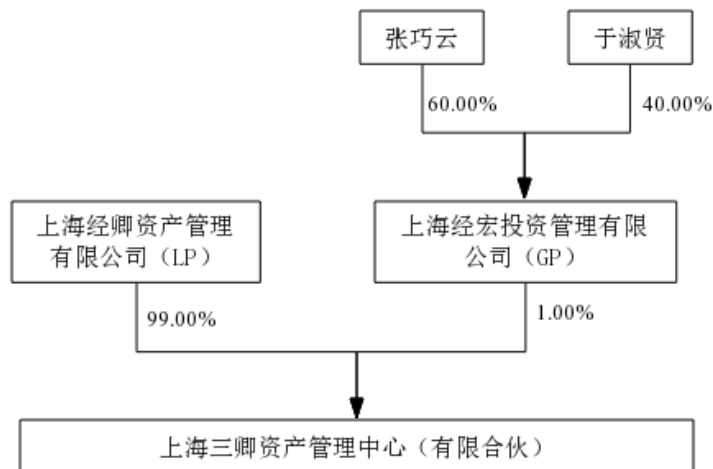 张巧云
于淑贤
60.00%
40.00%
上海经卿资产管理
有限公司（LP）
上海经宏投资管理有限
公司（GP）
99.00%
1.00%
上海三卿资产管理中心（有限合伙）